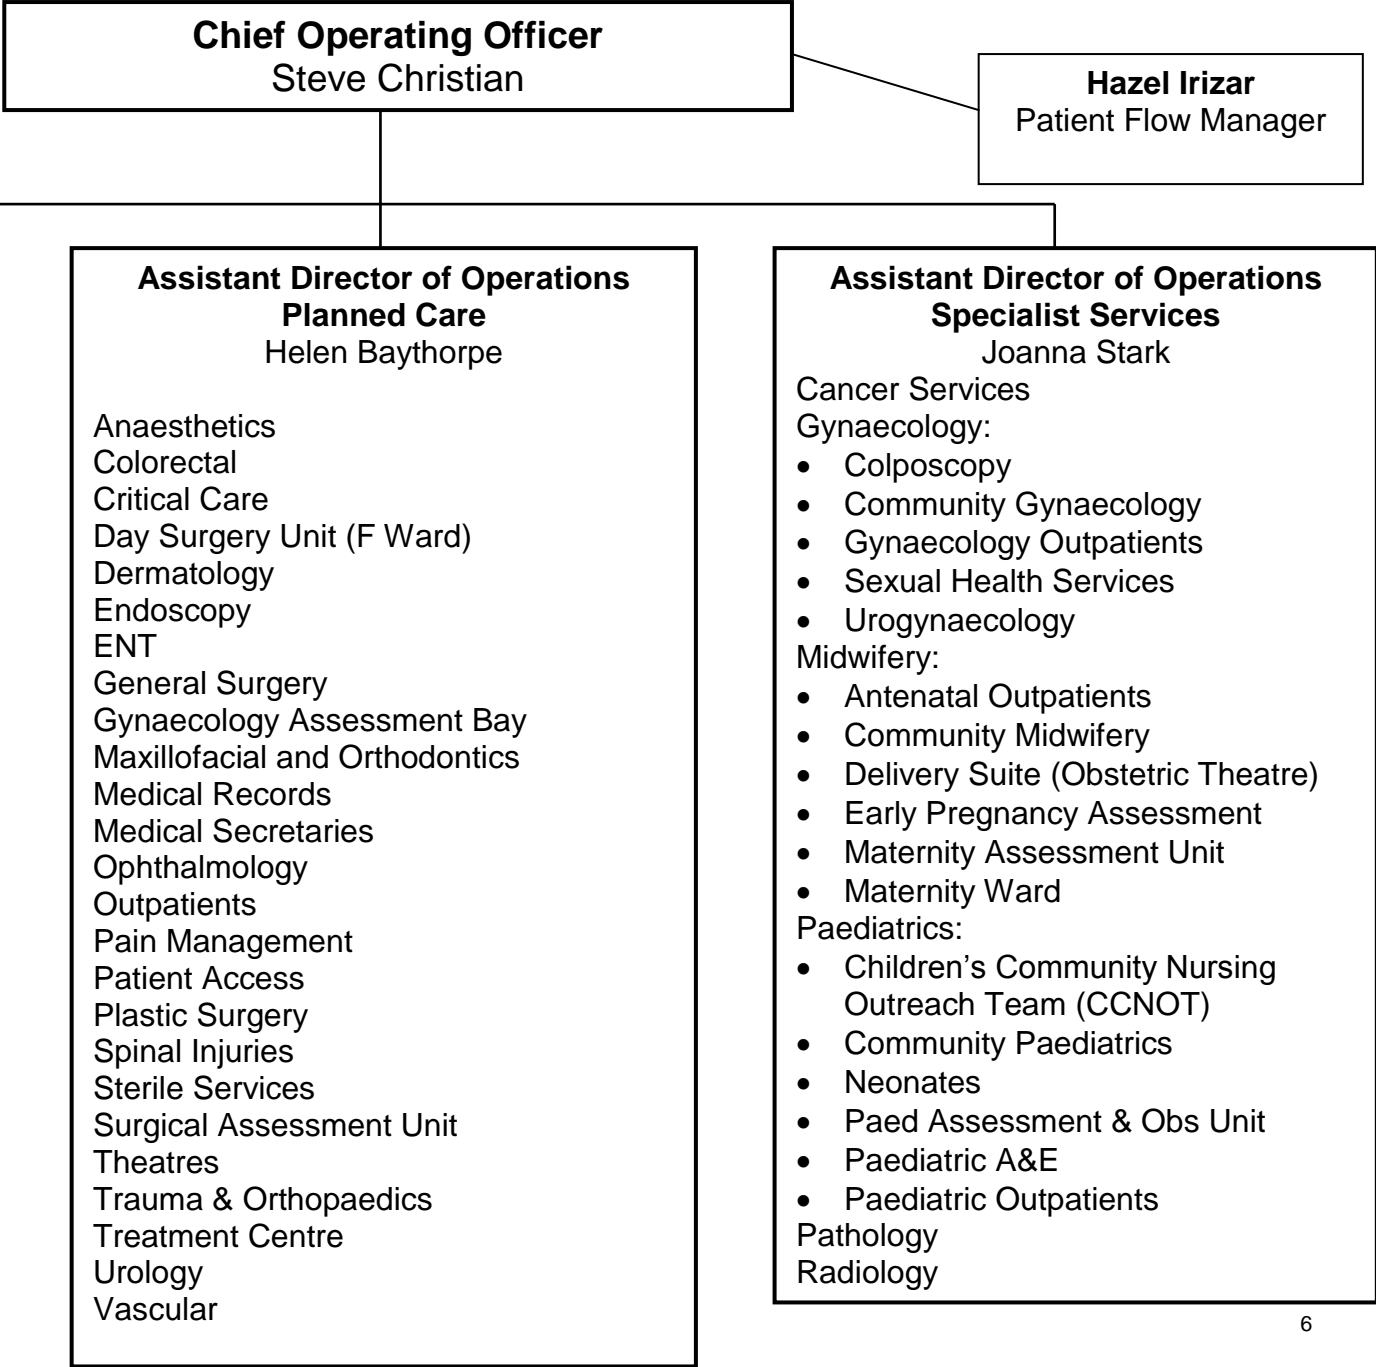 Chief Operating Officer
Steve Christian
Hazel Irizar
Patient Flow Manager
Assistant Director of Operations
Planned Care
Helen Baythorpe
Anaesthetics
Colorectal
Critical Care
Day Surgery Unit (F Ward)
Dermatology
Endoscopy
ENT
General Surgery
Gynaecology Assessment Bay
Maxillofacial and Orthodontics
Medical Records
Medical Secretaries
Ophthalmology
Outpatients
Pain Management
Patient Access
Plastic Surgery
Spinal Injuries
Sterile Services
Surgical Assessment Unit
Theatres
Trauma & Orthopaedics
Treatment Centre
Urology
Vascular
Assistant Director of Operations
Specialist Services
Joanna Stark
Cancer Services
Gynaecology:
• Colposcopy
• Community Gynaecology
• Gynaecology Outpatients
• Sexual Health Services
• Urogynaecology
Midwifery:
• Antenatal Outpatients
• Community Midwifery
• Delivery Suite (Obstetric Theatre)
• Early Pregnancy Assessment
• Maternity Assessment Unit
• Maternity Ward
Paediatrics:
• Children’s Community Nursing
Outreach Team (CCNOT)
• Community Paediatrics
• Neonates
• Paed Assessment & Obs Unit
• Paediatric A&E
• Paediatric Outpatients
Pathology
Radiology
6